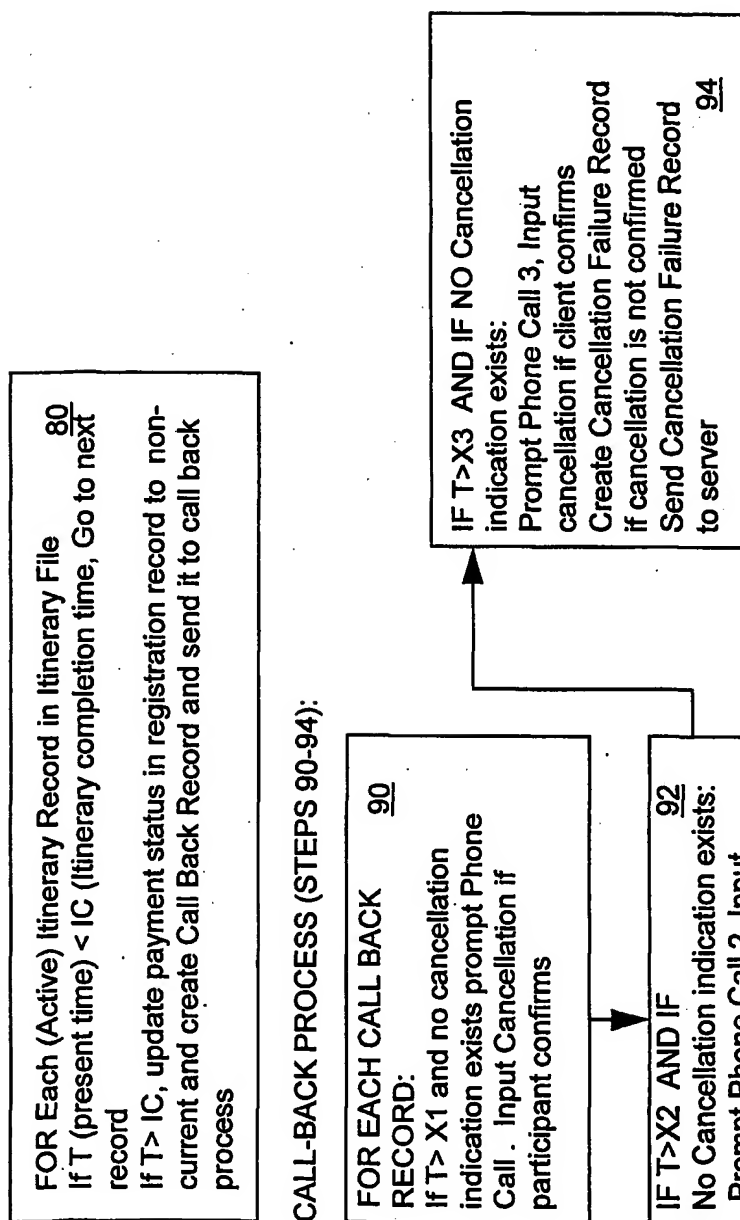 FOR Each (Active) Itinerary Record in Itinerary File
80
If T (present time) < IC (Itinerary completion time, Go to next
record
If T> IC, update payment status in registration record to non-
current and create Call Back Record and send it to call back
process
CALL-BACK PROCESS (STEPS 90-94):
FOR EACH CALL BACK
90
RECORD:
If T> X1 and no cancellation
indication exists prompt Phone
Call . Input Cancellation if
participant confirms
IF T>X2 AND IF
92
No Cancellation indication exists:
Prompt Phone Call 2, Input
IF T>X3 AND IF NO Cancellation
indication exists:
Prompt Phone Call 3, Input
cancellation if client confirms
Create Cancellation Failure Record
if cancellation is not confirmed
Send Cancellation Failure Record
to server
94